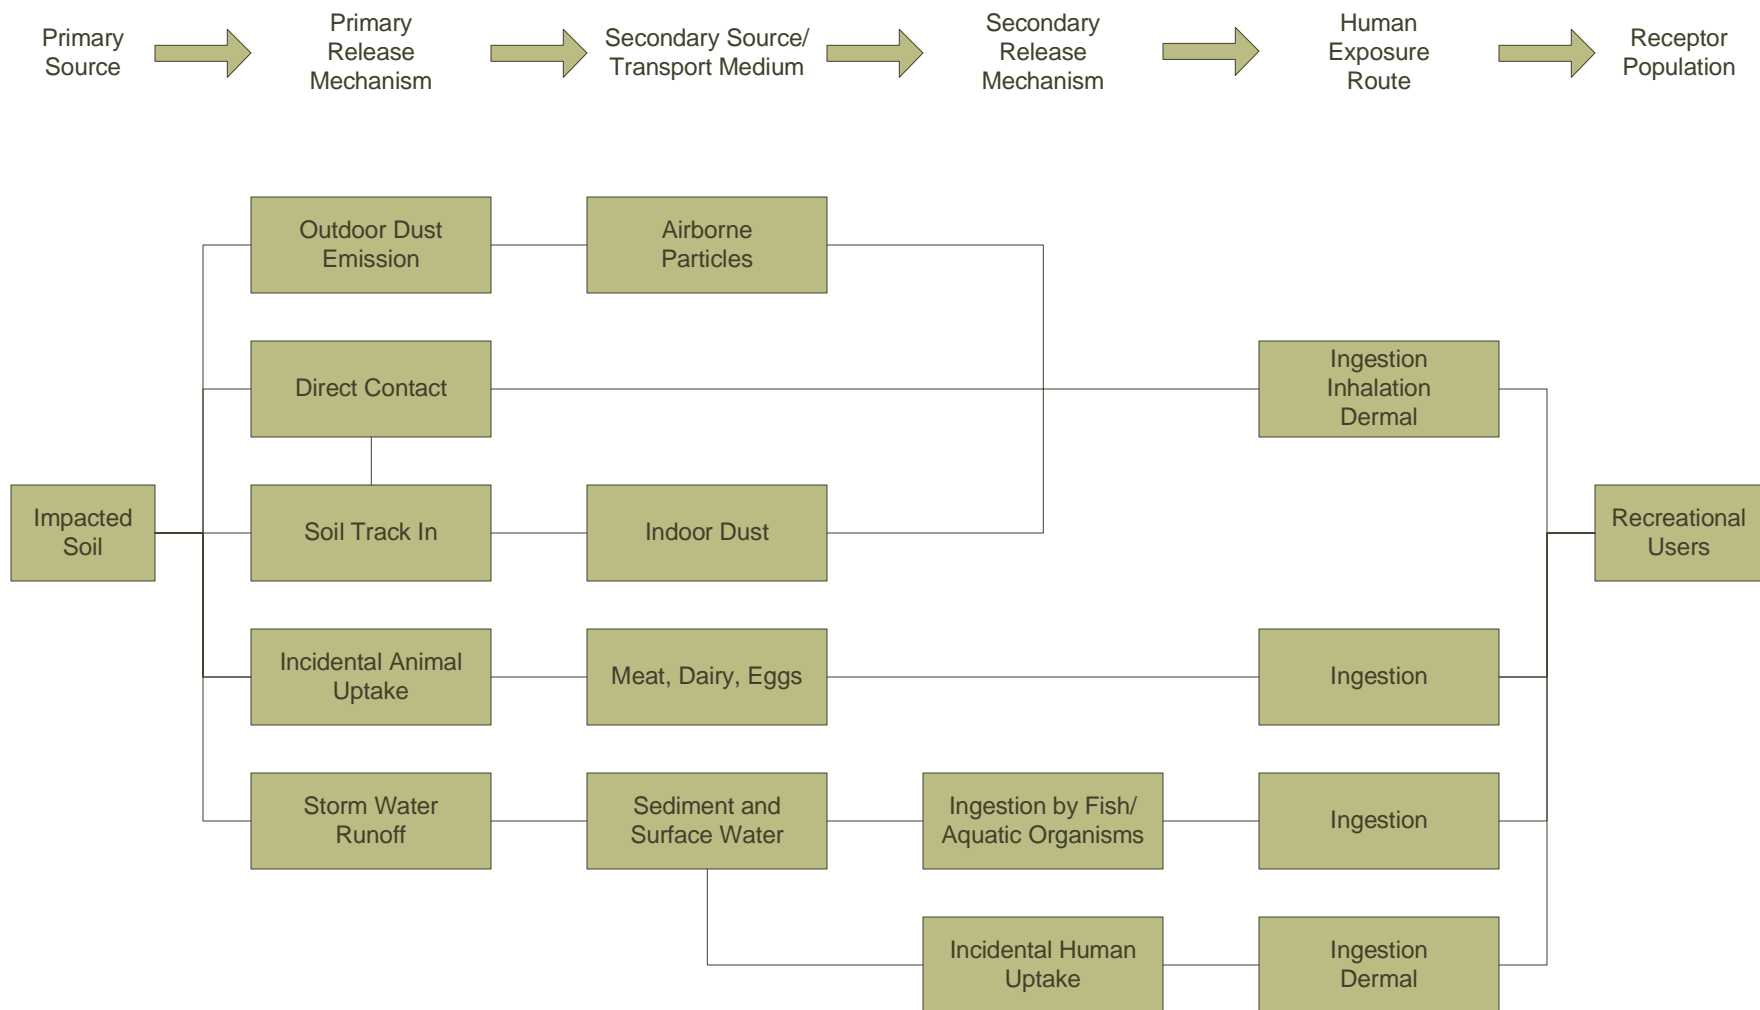 Primary
Source
Primary
Release
Mechanism
Secondary Source/
Transport Medium
Secondary
Release
Mechanism
Human
Exposure
Route
Receptor
Population
Outdoor Dust
Emission
Airborne
Particles
Direct Contact
Ingestion
Inhalation
Dermal
Impacted
Soil
Soil Track In
Indoor Dust
Recreational
Users
Incidental Animal
Uptake
Meat, Dairy, Eggs
Ingestion
Storm Water
Runoff
Sediment and
Surface Water
Ingestion by Fish/
Aquatic Organisms
Ingestion
Incidental Human
Uptake
Ingestion
Dermal